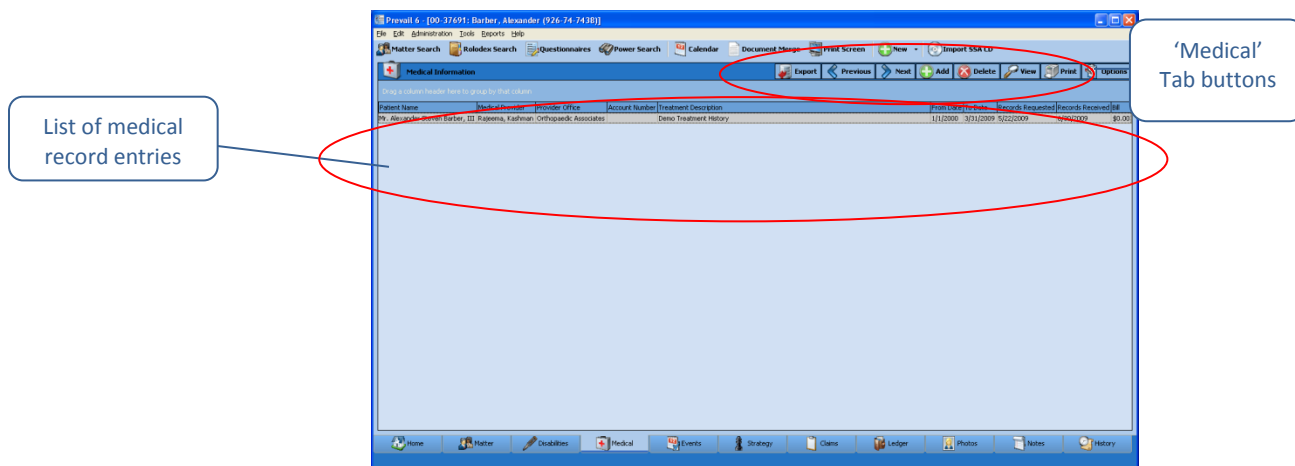 Prevail 6 - [00-37691: Barber, Alexander (926-74-7438)]
File Edit Administration Tools Reports Help
Matter Search Rolodex Search Questionnaires Power Search Calendar Document Merge Print Screen New Import SSA CD
'Medical'
Tab buttons
Medical Information Export Previous Next Add Delete View Print Options
Drag a column header here to group by that column
List of medical
record entries
Patient Name Medical Provider Provider Office Account Number Treatment Description From Date To Date Records Requested Records Received Bill
Mr. Alexander Steven Barber, III Rajeema, Kashman Orthopaedic Associates Demo Treatment History 1/1/2000 3/31/2009 5/22/2009 6/30/2009 $0.00
Home Matter Disabilities Medical Events Strategy Claims Ledger Photos Notes History